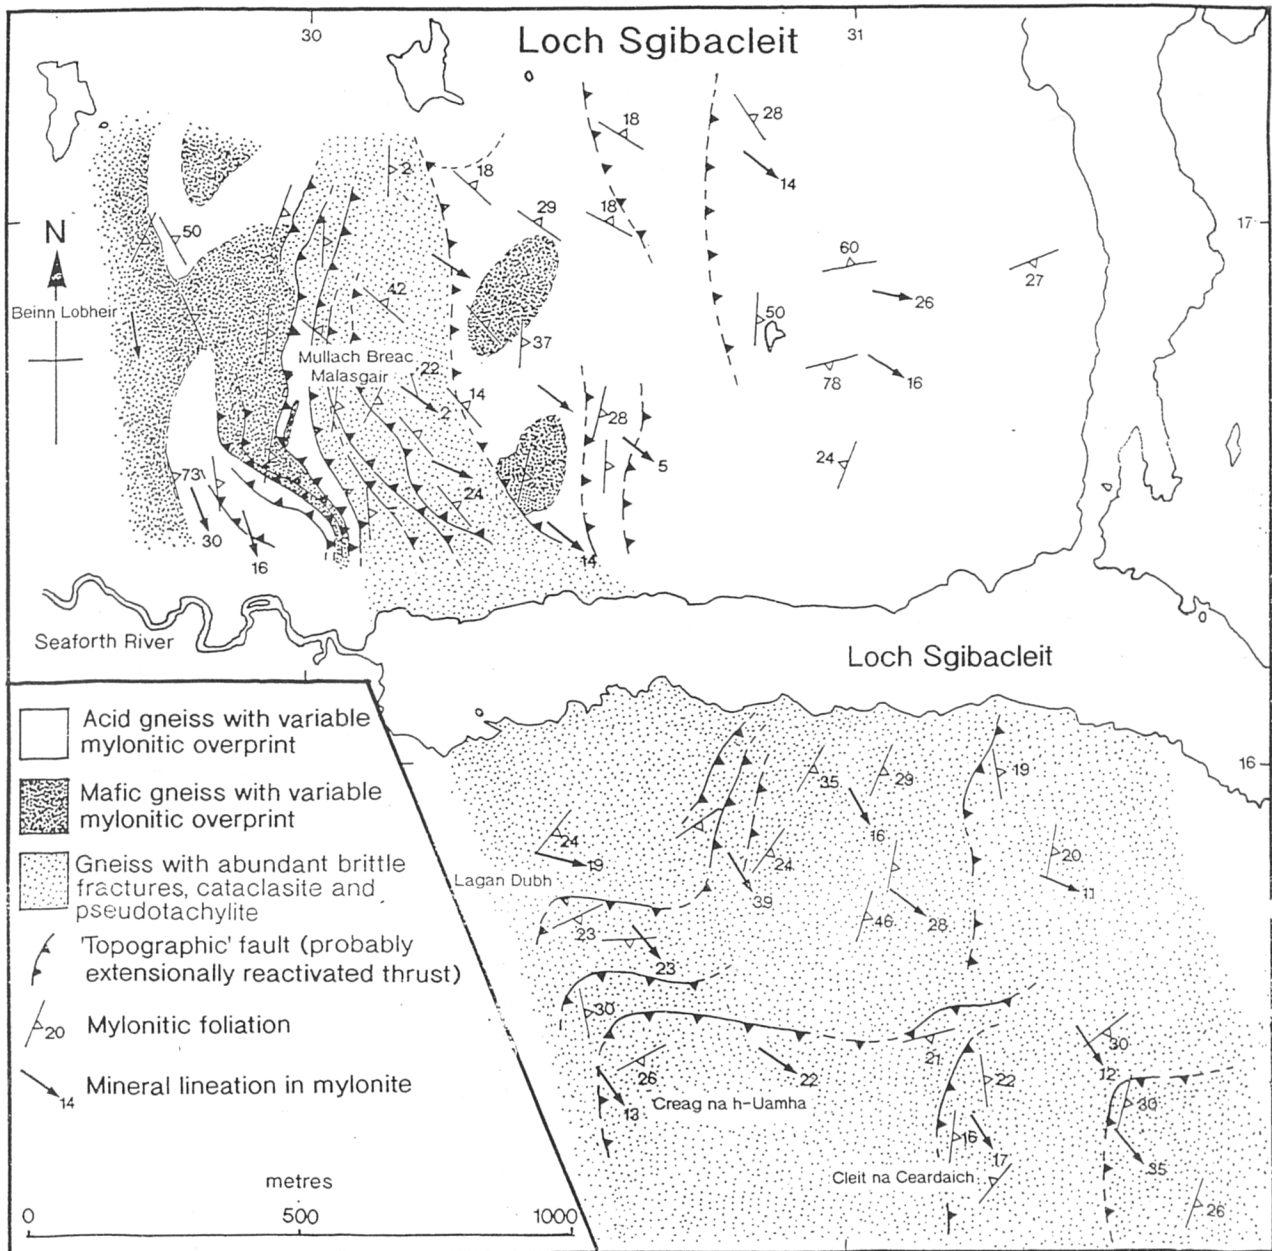 30
31
Loch Sgibacleit
28
18
14
2
18
29
18
17
50
N
60
27
42
26
Beinn Lobheir
50
37
Mullach Breac
Malasgair
22
78
16
14
2
28
5
24
73
24
30
16
14
Seaforth River
Loch Sgibacleit
16
Acid gneiss with variable
mylonitic overprint
Mafic gneiss with variable
mylonitic overprint
Gneiss with abundant brittle
fractures, cataclasite and
pseudotachylite
'Topographic' fault (probably
extensionally reactivated thrust)
20
Mylonitic foliation
14
Mineral lineation in mylonite
metres
0
500
1000
35
29
19
24
19
16
24
20
Lagan Dubh
39
11
23
46
28
23
30
21
30
26
22
22
12
30
13
Creag na h-Uamha
16
17
35
Cleit na Ceardaich
26